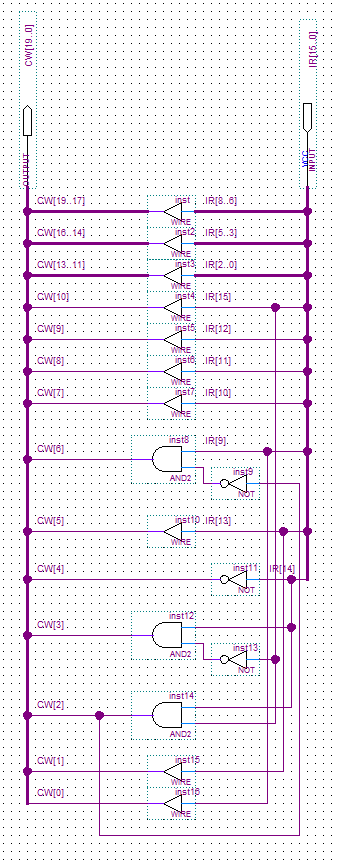 CW[19..0]
IR[15..0]
OUTPUT
VCC
INPUT
CW[19..17] inst IR[8..6]
WIRE
CW[16..14] inst2 IR[5..3]
WIRE
CW[13..11] inst3 IR[2..0]
WIRE
CW[10] inst4 IR[15]
WIRE
CW[9] inst5 IR[12]
WIRE
CW[8] inst6 IR[11]
WIRE
CW[7] inst7 IR[10]
WIRE
CW[6] inst8 IR[9]
AND2
inst9
NOT
CW[5] inst10 IR[13]
WIRE
CW[4] inst11 IR[14]
NOT
CW[3] inst12
AND2
inst13
NOT
CW[2] inst14
AND2
CW[1] inst15
WIRE
CW[0] inst16
WIRE